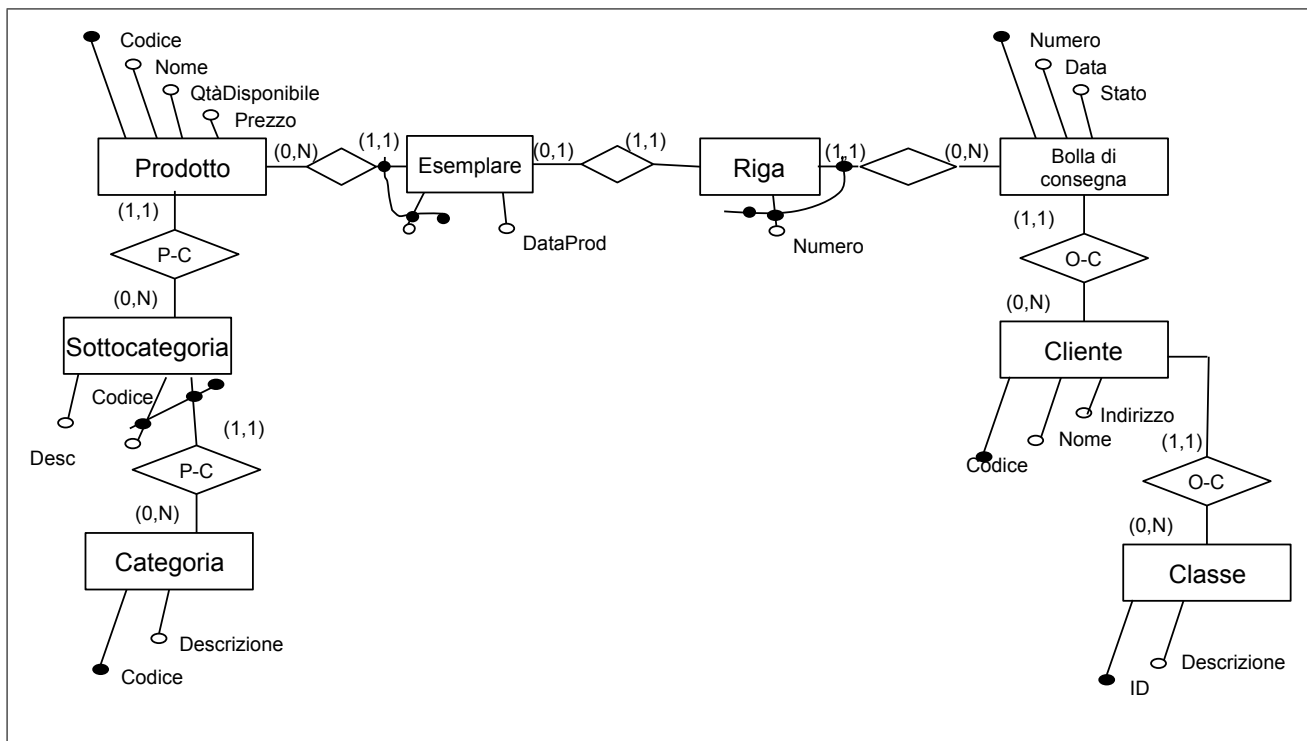 Codice
Nome
QtàDisponibile
Prezzo
Prodotto
(0,N)
(1,1)
Esemplare
(0,1)
(1,1)
Riga
(1,1)
(0,N)
Numero
Data
Stato
Bolla di
consegna
DataProd
Numero
(1,1)
P-C
(0,N)
Sottocategoria
Codice
Desc
(1,1)
P-C
(0,N)
Categoria
Descrizione
Codice
(1,1)
O-C
(0,N)
Cliente
Indirizzo
Nome
Codice
(1,1)
O-C
(0,N)
Classe
Descrizione
ID